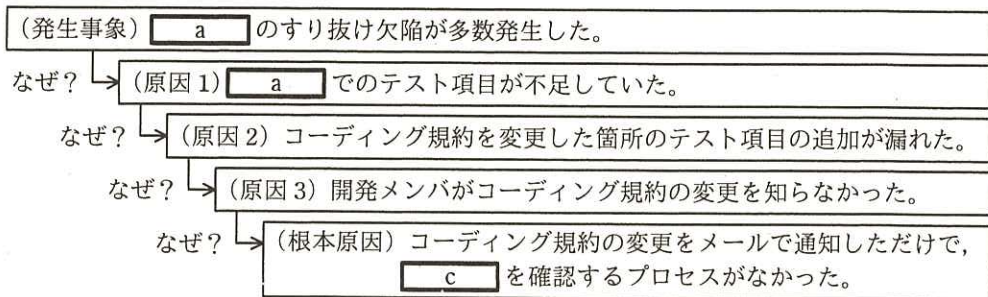 （発生事象） a のすり抜け欠陥が多数発生した。
なぜ？ （原因1） a でのテスト項目が不足していた。
なぜ？ （原因2）コーディング規約を変更した箇所のテスト項目の追加が漏れた。
なぜ？ （原因3）開発メンバがコーディング規約の変更を知らなかった。
なぜ？ （根本原因）コーディング規約の変更をメールで通知しただけで，
c を確認するプロセスがなかった。